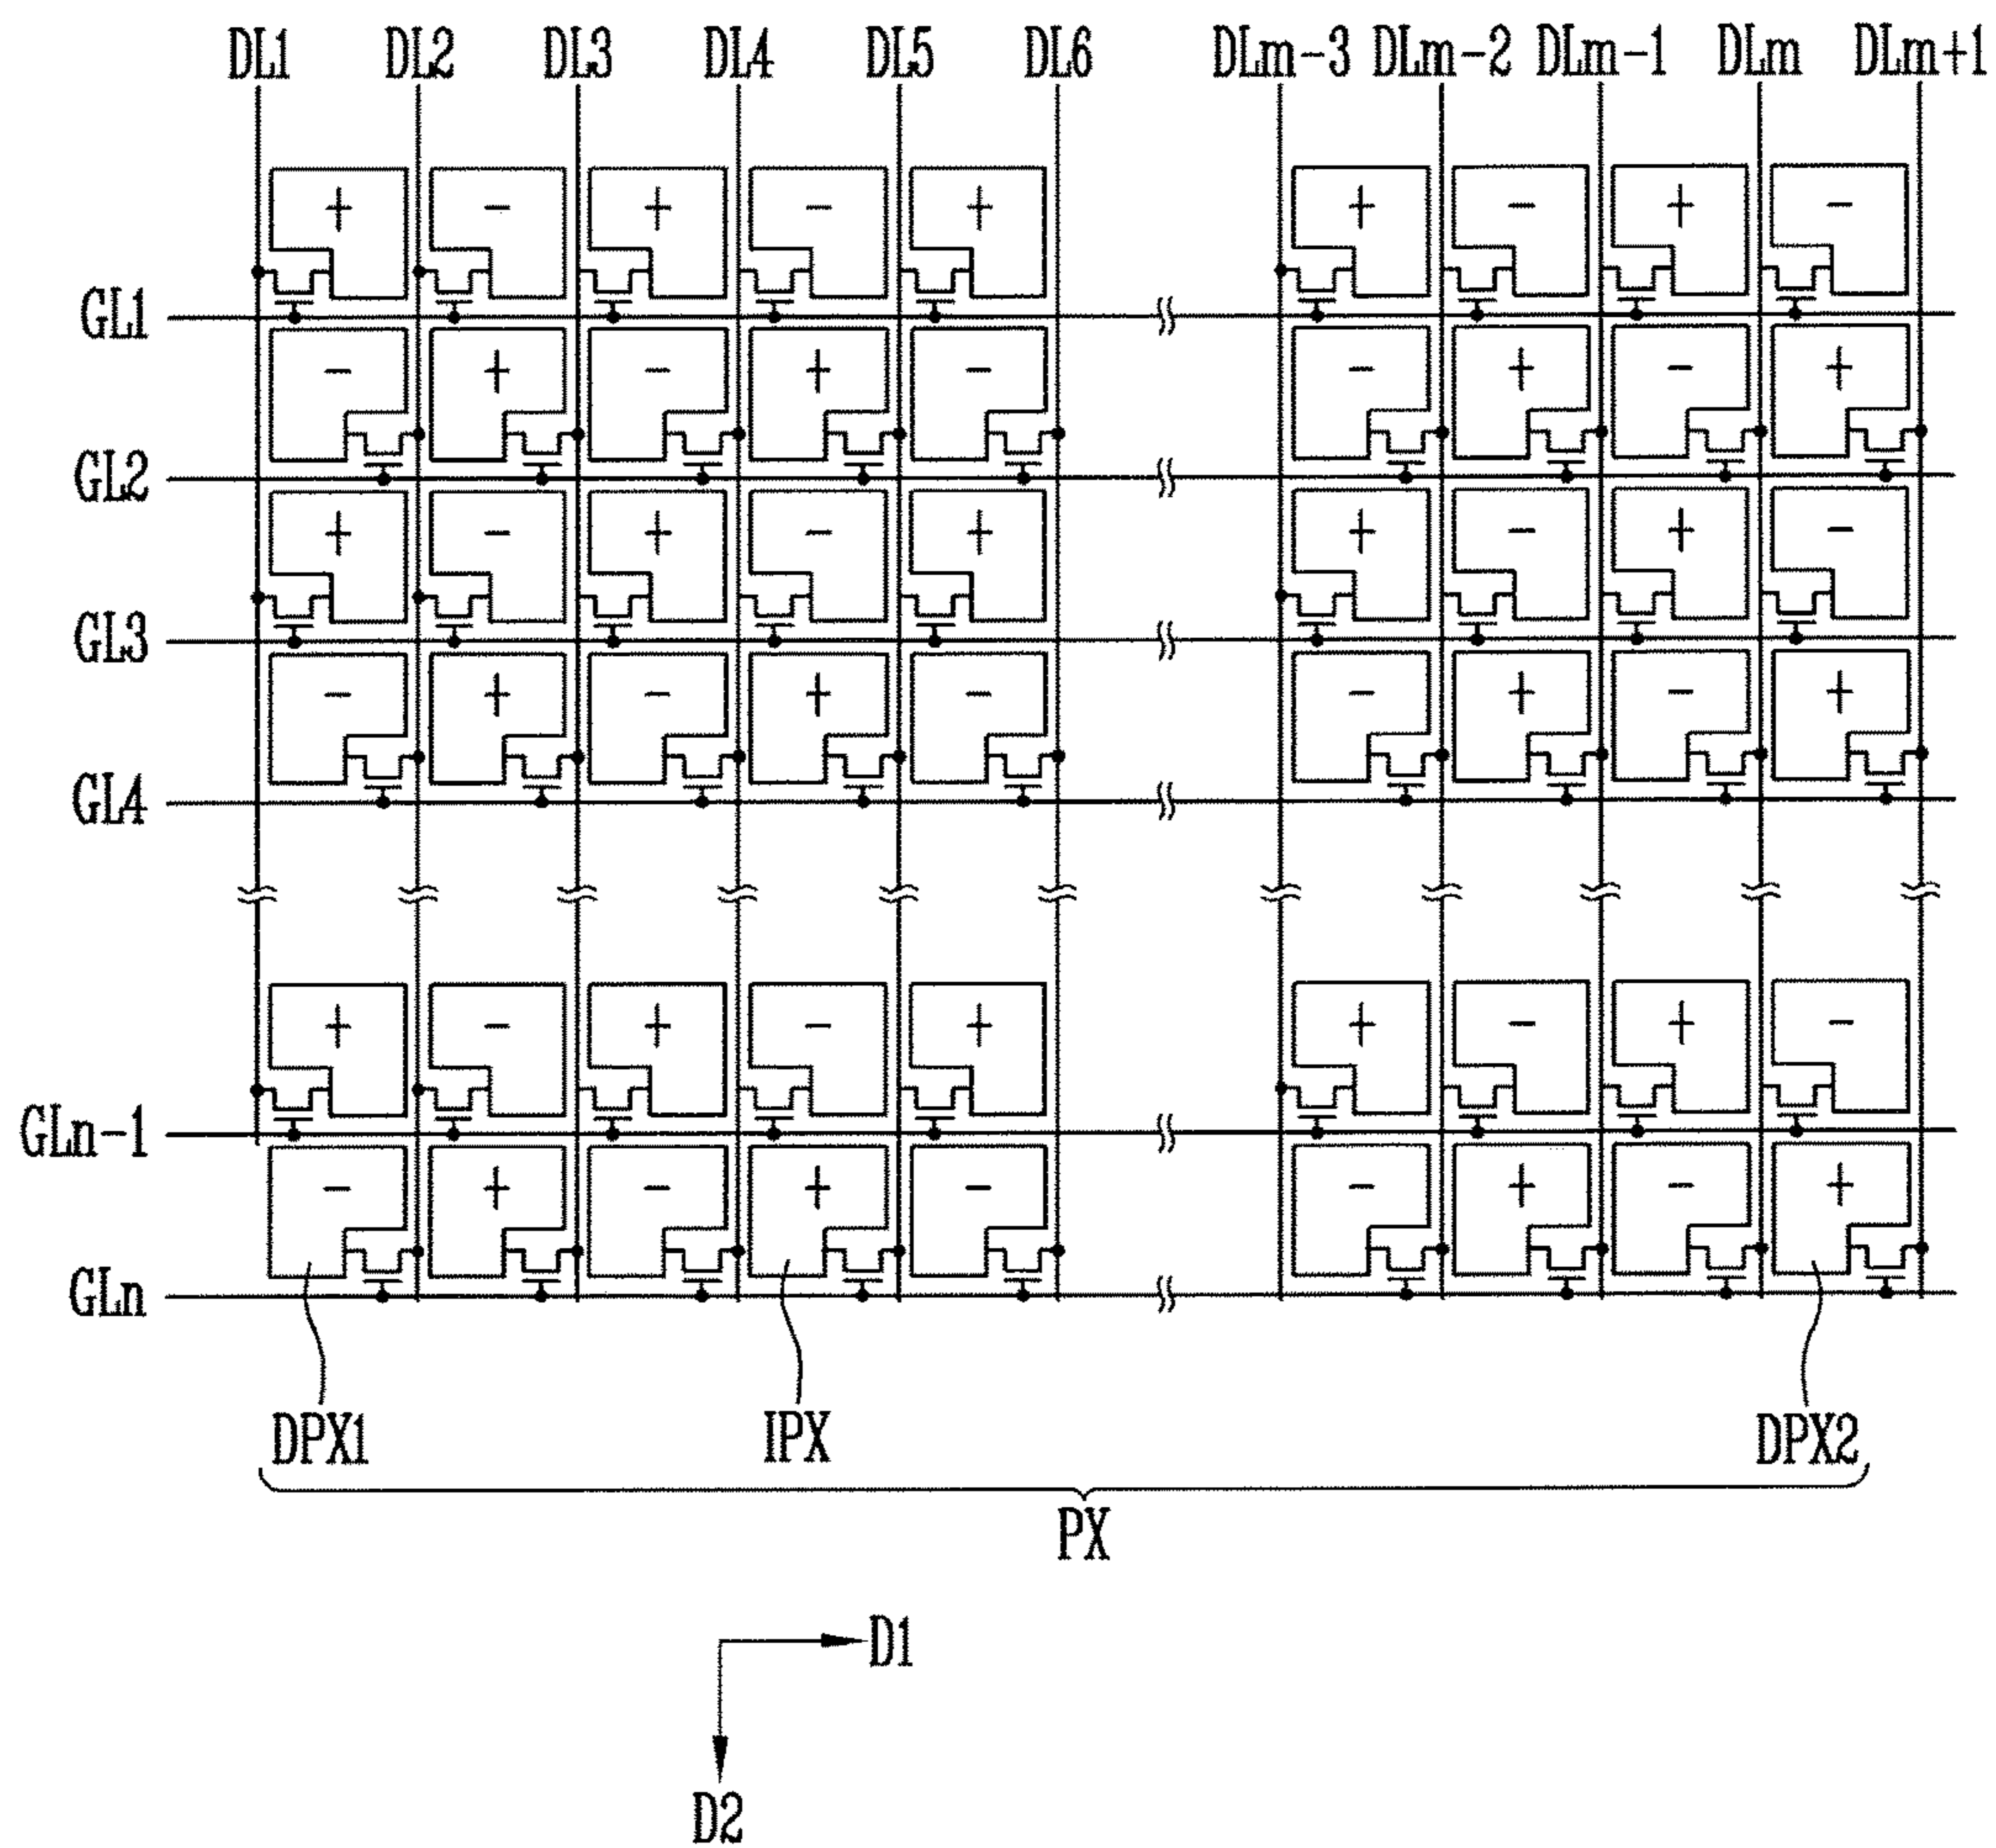 DL1 DL2 DL3 DL4 DL5 DL6 DLm-3 DLm-2 DLm-1 DLm DLm+1
+ - + - + + - + -
GL1
- + - + - - + - +
GL2
+ - + - + + - + -
GL3
- + - + - - + - +
GL4
+ - + - + + - + -
GLn-1
- + - + - - + - +
GLn
DPX1 IPX DPX2
PX
D1
D2